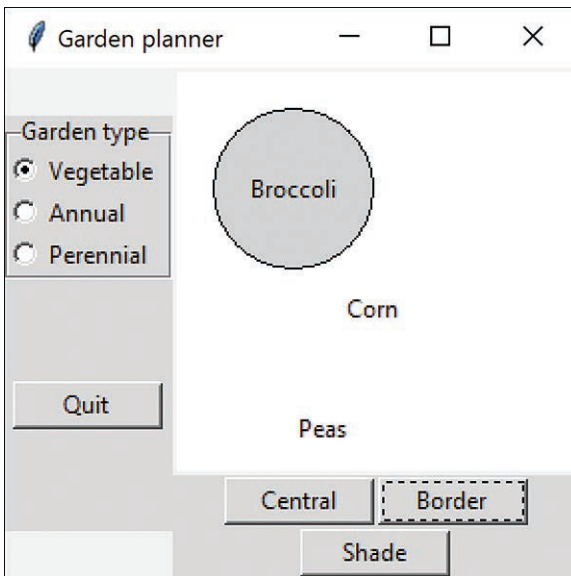 Garden planner
Garden type
Vegetable
Annual
Perennial
Quit
Broccoli
Corn
Peas
Central
Border
Shade